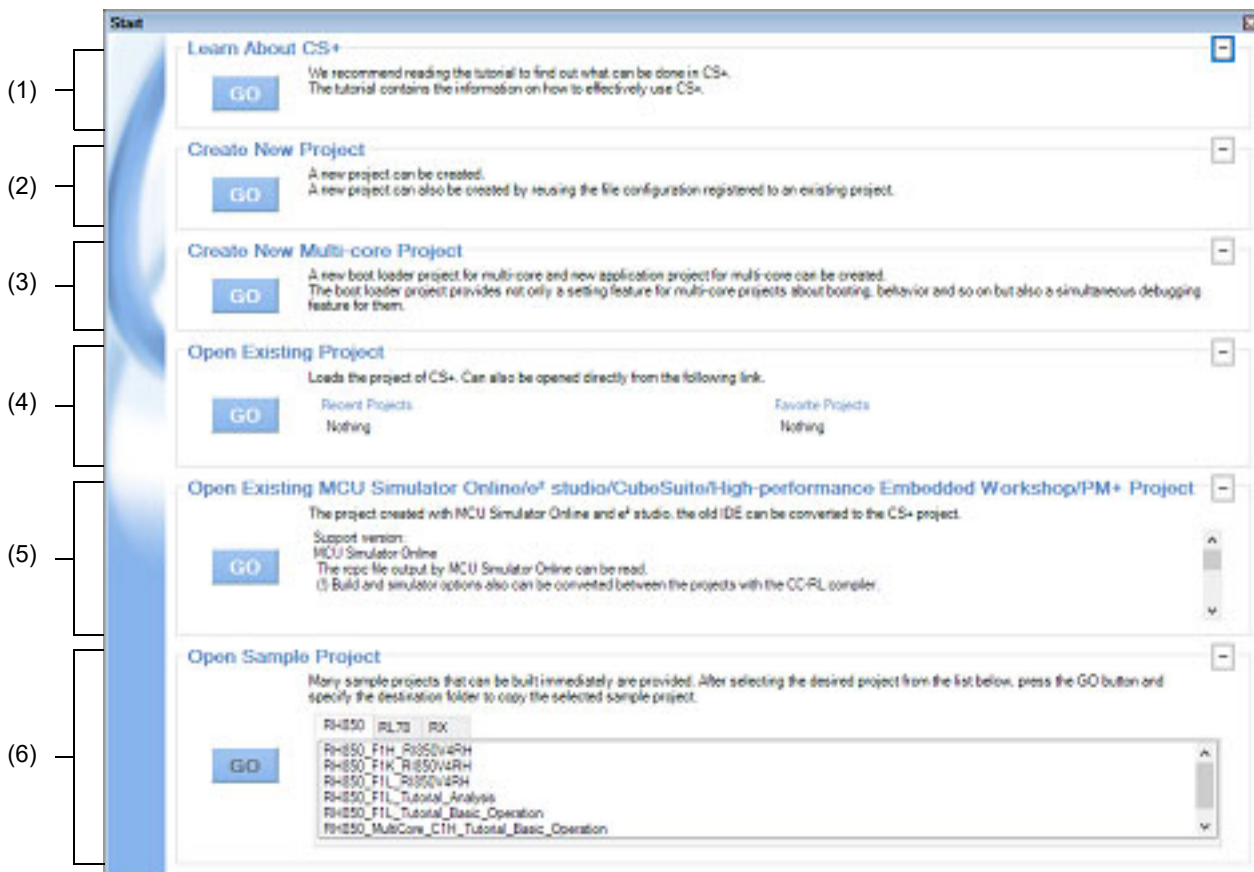 Start
(1)
Learn About CS+
GO
We recommend reading the tutorial to find out what can be done in CS+.
The tutorial contains the information on how to effectively use CS+.
(2)
Create New Project
GO
A new project can be created.
A new project can also be created by reusing the file configuration registered to an existing project.
(3)
Create New Multi-core Project
GO
A new boot loader project for multi-core and new application project for multi-core can be created.
The boot loader project provides not only a setting feature for multi-core projects about booting, behavior and so on but also a simultaneous debugging
feature for them.
(4)
Open Existing Project
GO
Loads the project of CS+. Can also be opened directly from the following link.
Recent Projects
Favorite Projects
Nothing
Nothing
(5)
Open Existing MCU Simulator Online/e² studio/CubeSuite/High-performance Embedded Workshop/PM+ Project
GO
The project created with MCU Simulator Online and e² studio, the old IDE can be converted to the CS+ project.
Support version:
MCU Simulator Online
The rcpc file output by MCU Simulator Online can be read.
(!) Build and simulator options also can be converted between the projects with the CC-RL compiler.
(6)
Open Sample Project
GO
Many sample projects that can be built immediately are provided. After selecting the desired project from the list below, press the GO button and
specify the destination folder to copy the selected sample project.
RH850 RL78 RX
RH850_F1H_RI850V4RH
RH850_F1K_RI850V4RH
RH850_F1L_RI850V4RH
RH850_F1L_Tutorial_Analysis
RH850_F1L_Tutorial_Basic_Operation
RH850_MultiCore_C1H_Tutorial_Basic_Operation